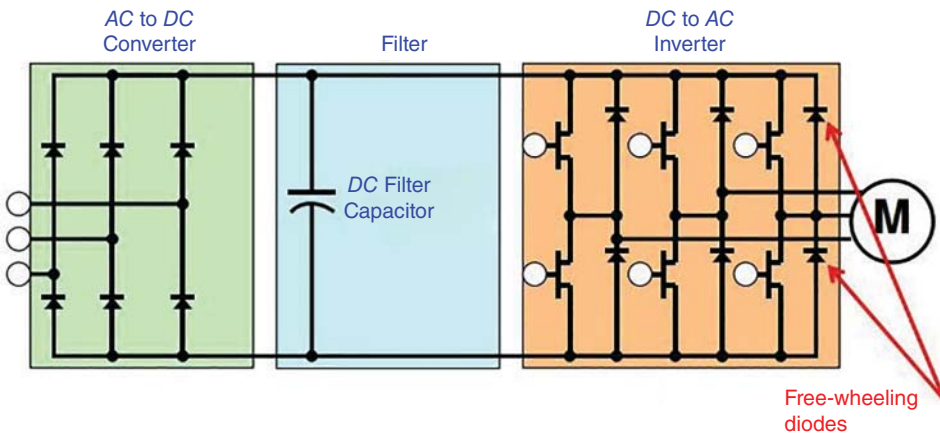 AC to DC
Converter
Filter
DC to AC
Inverter
DC Filter
Capacitor
M
Free-wheeling
diodes